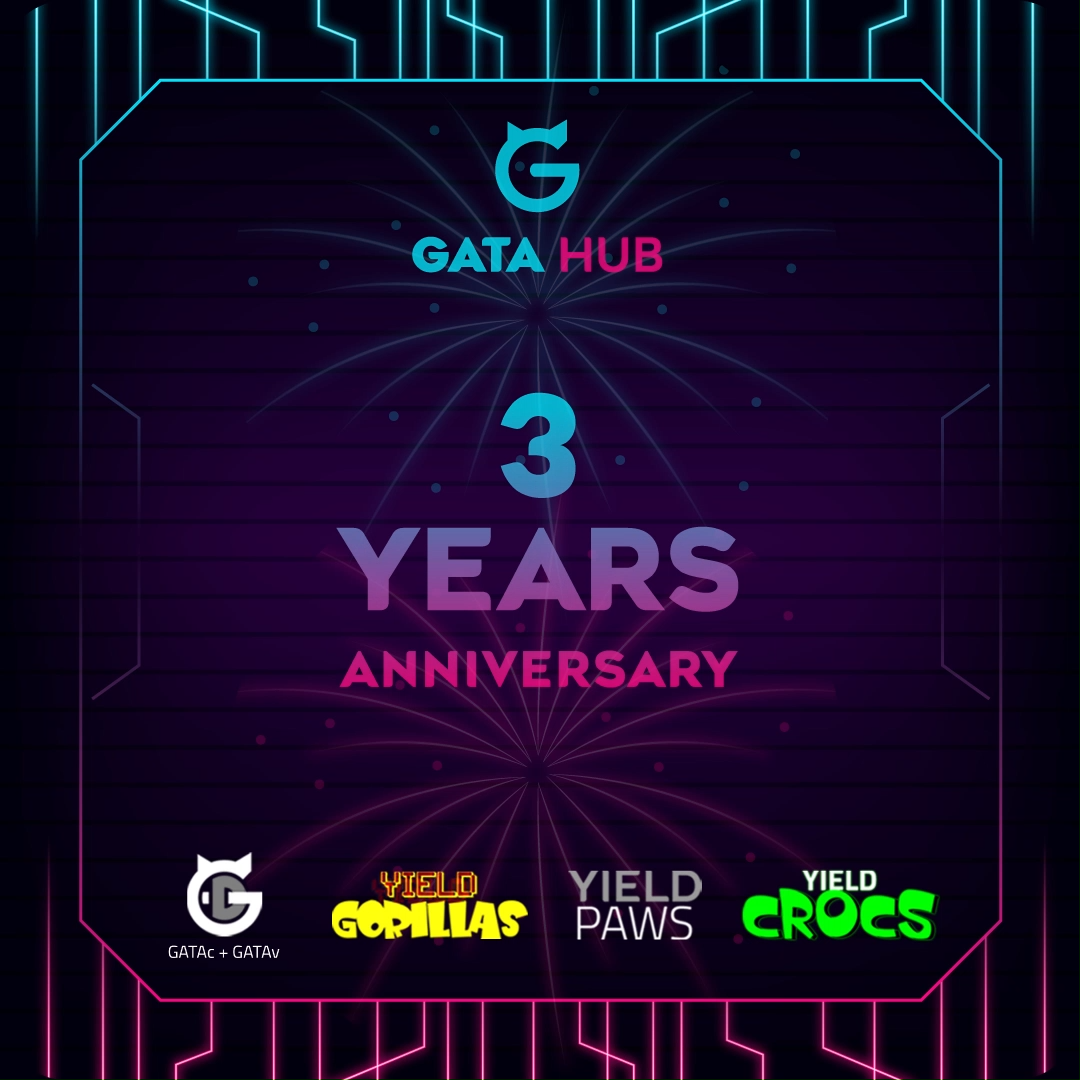 GATA HUB
3
YEARS
ANNIVERSARY
GATAc + GATAv
YIELD
GORILLAS
YIELD
PAWS
YIELD
CROCS